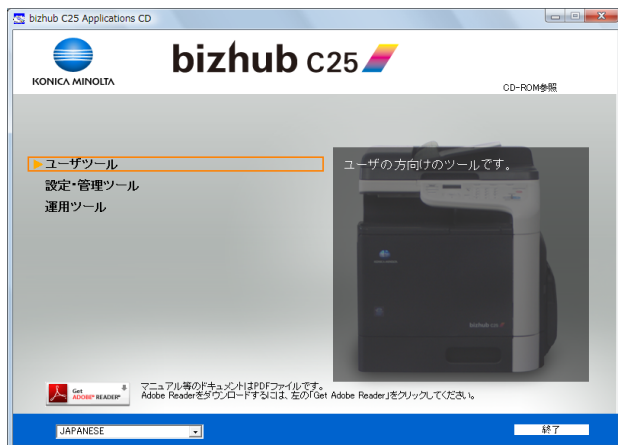 bizhub C25 Applications CD
KONICA MINOLTA
bizhub C25
CD-ROM参照
ユーザツール
ユーザの方向けのツールです。
設定・管理ツール
運用ツール
Get ADOBE® READER®
マニュアル等のドキュメントはPDFファイルです。
Adobe Readerをダウンロードするには、左の「Get Adobe Reader」をクリックしてください。
JAPANESE
終了